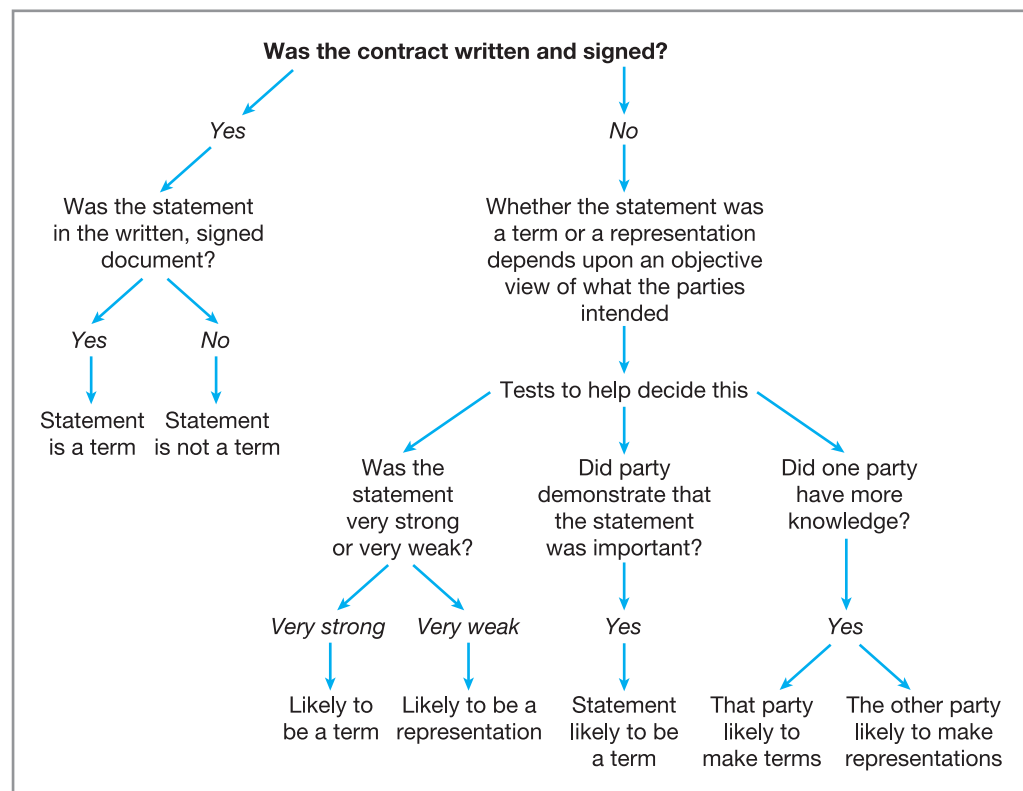 Was the contract written and signed?
Yes
No
Was the statement
in the written, signed
document?
Whether the statement was
a term or a representation
depends upon an objective
view of what the parties
intended
Yes
No
Statement
is a term
Statement
is not a term
Tests to help decide this
Was the
statement
very strong
or very weak?
Did party
demonstrate that
the statement
was important?
Did one party
have more
knowledge?
Very strong
Very weak
Yes
Yes
Likely to
be a term
Likely to be a
representation
Statement
likely to be
a term
That party
likely to
make terms
The other party
likely to make
representations